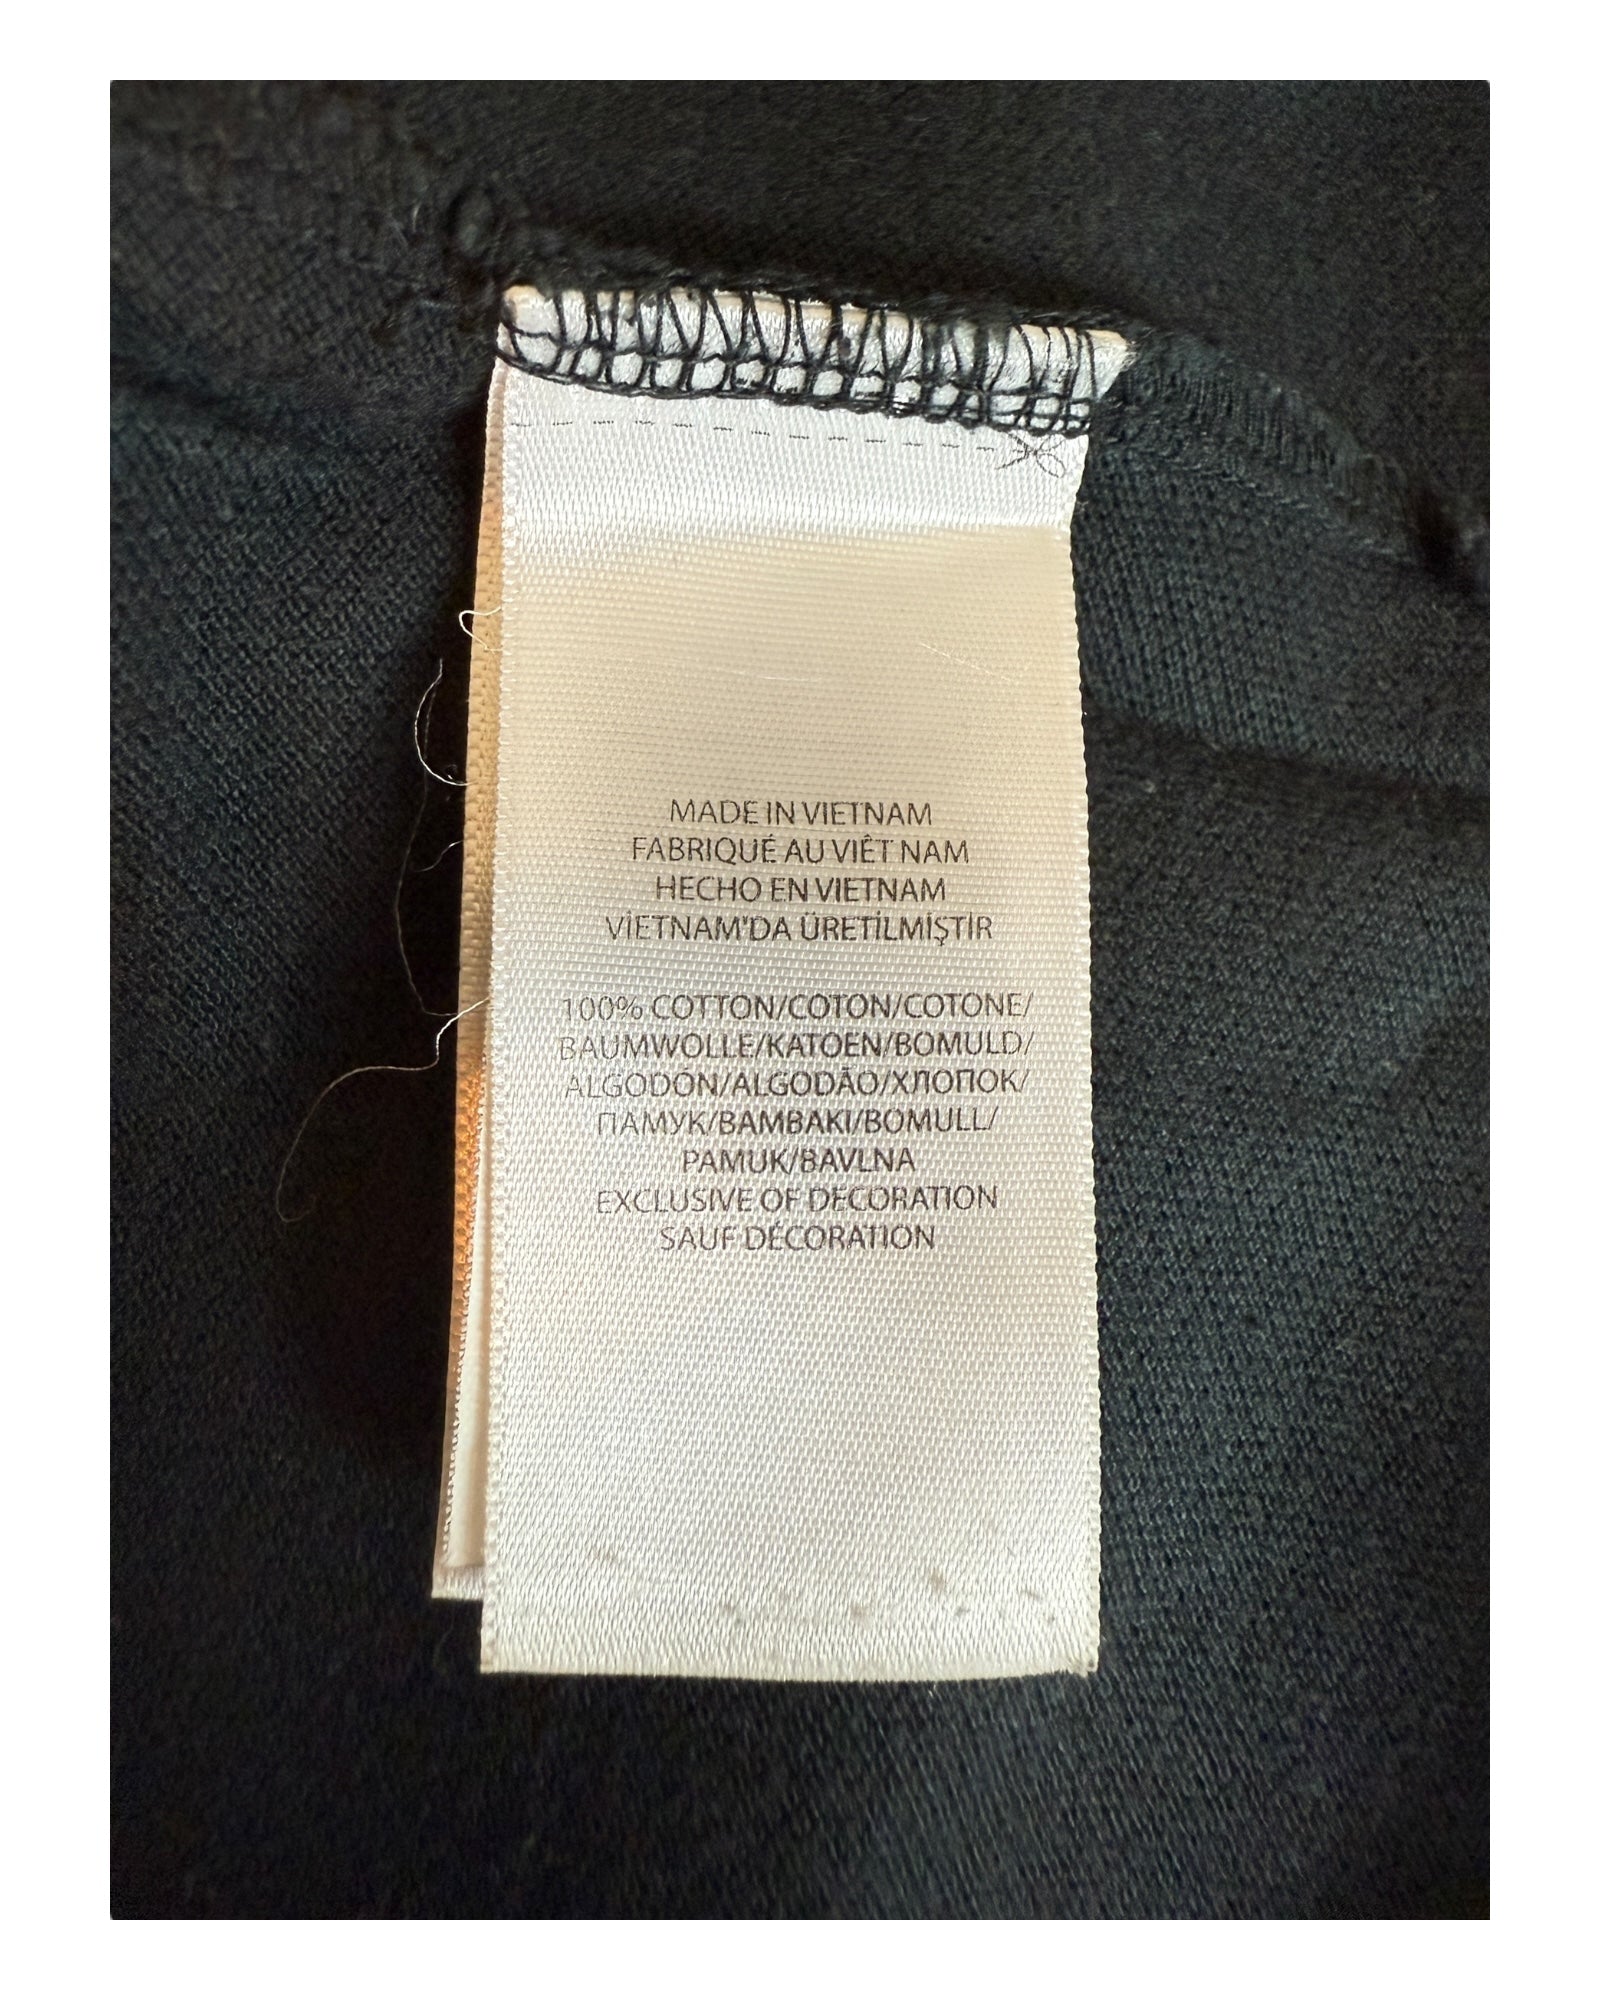 MADE IN VIETNAM
FABRIQUÉ AU VIÊT NAM
HECHO EN VIETNAM
VİETNAM'DA ÜRETİLMİŞTİR
100% COTTON/COTON/COTONE/
BAUMWOLLE/KATOEN/BOMULD/
ALGODÓN/ALGODÃO/ХЛОПОК/
ПАМУК/BAMBAKI/BOMULL/
PAMUK/BAVLNA
EXCLUSIVE OF DECORATION
SAUF DÉCORATION